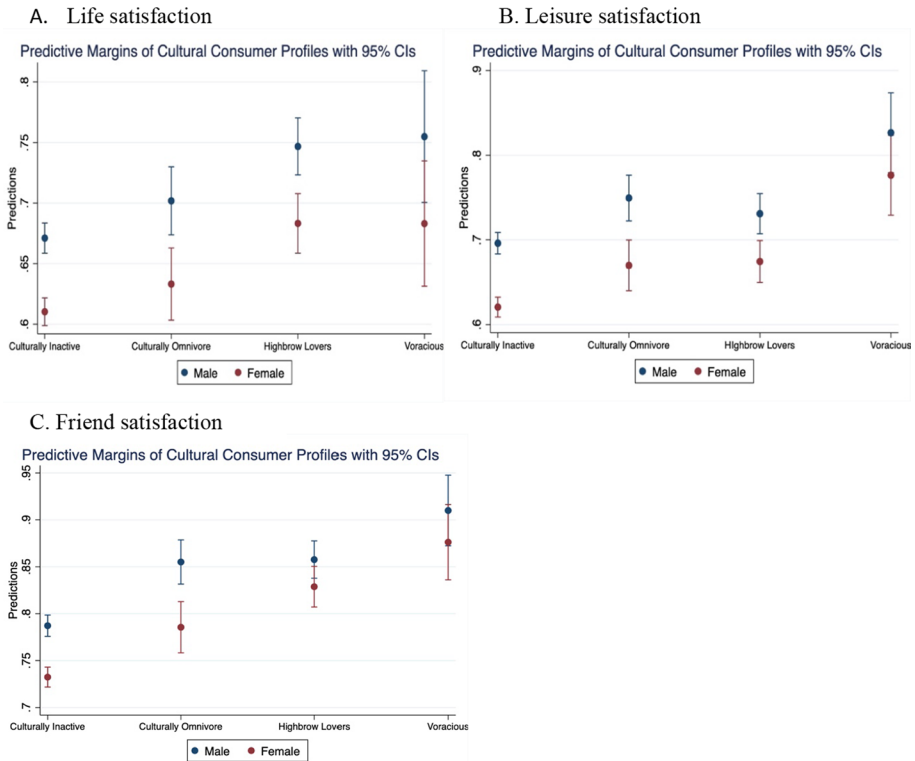 A. Life satisfaction
Predictive Margins of Cultural Consumer Profiles with 95% CIs
Predictions
.8
.75
.7
.65
.6
Culturally Inactive Culturally Omnivore Highbrow Lovers Voracious
Male Female
B. Leisure satisfaction
Predictive Margins of Cultural Consumer Profiles with 95% CIs
Predictions
.9
.8
.7
.6
Culturally Inactive Culturally Omnivore HIghbrow Lovers Voracious
Male Female
C. Friend satisfaction
Predictive Margins of Cultural Consumer Profiles with 95% CIs
Predictions
.95
.9
.85
.8
.75
.7
Culturally Inactive Culturally Omnivore Highbrow Lovers Voracious
Male Female